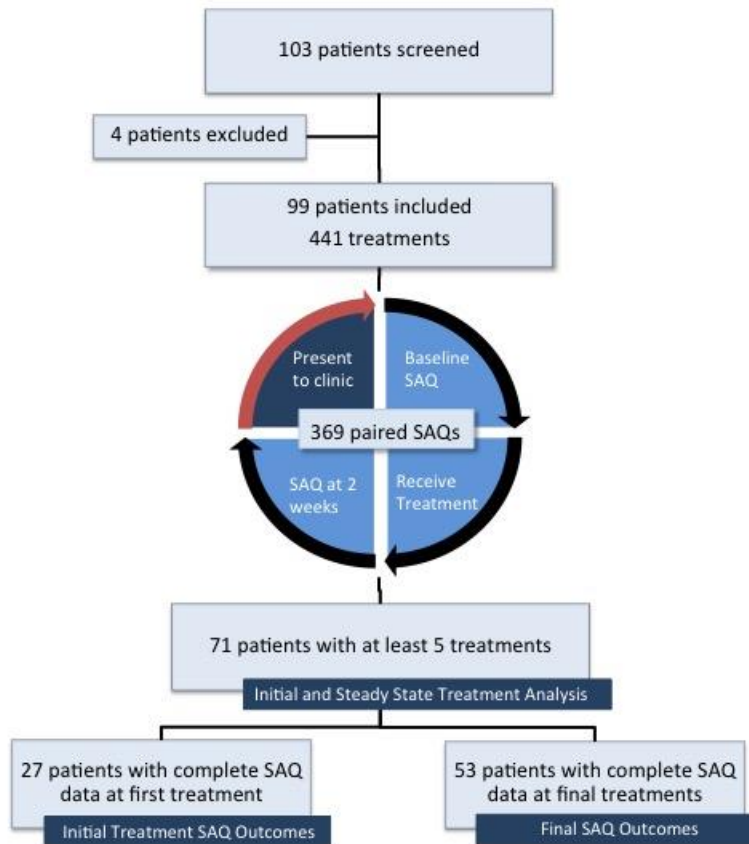 103 patients screened
4 patients excluded
99 patients included
441 treatments
Present
to clinic
Baseline
SAQ
369 paired SAQs
SAQ at 2
weeks
Receive
Treatment
71 patients with at least 5 treatments
Initial and Steady State Treatment Analysis
27 patients with complete SAQ
data at first treatment
Initial Treatment SAQ Outcomes
53 patients with complete SAQ
data at final treatments
Final SAQ Outcomes